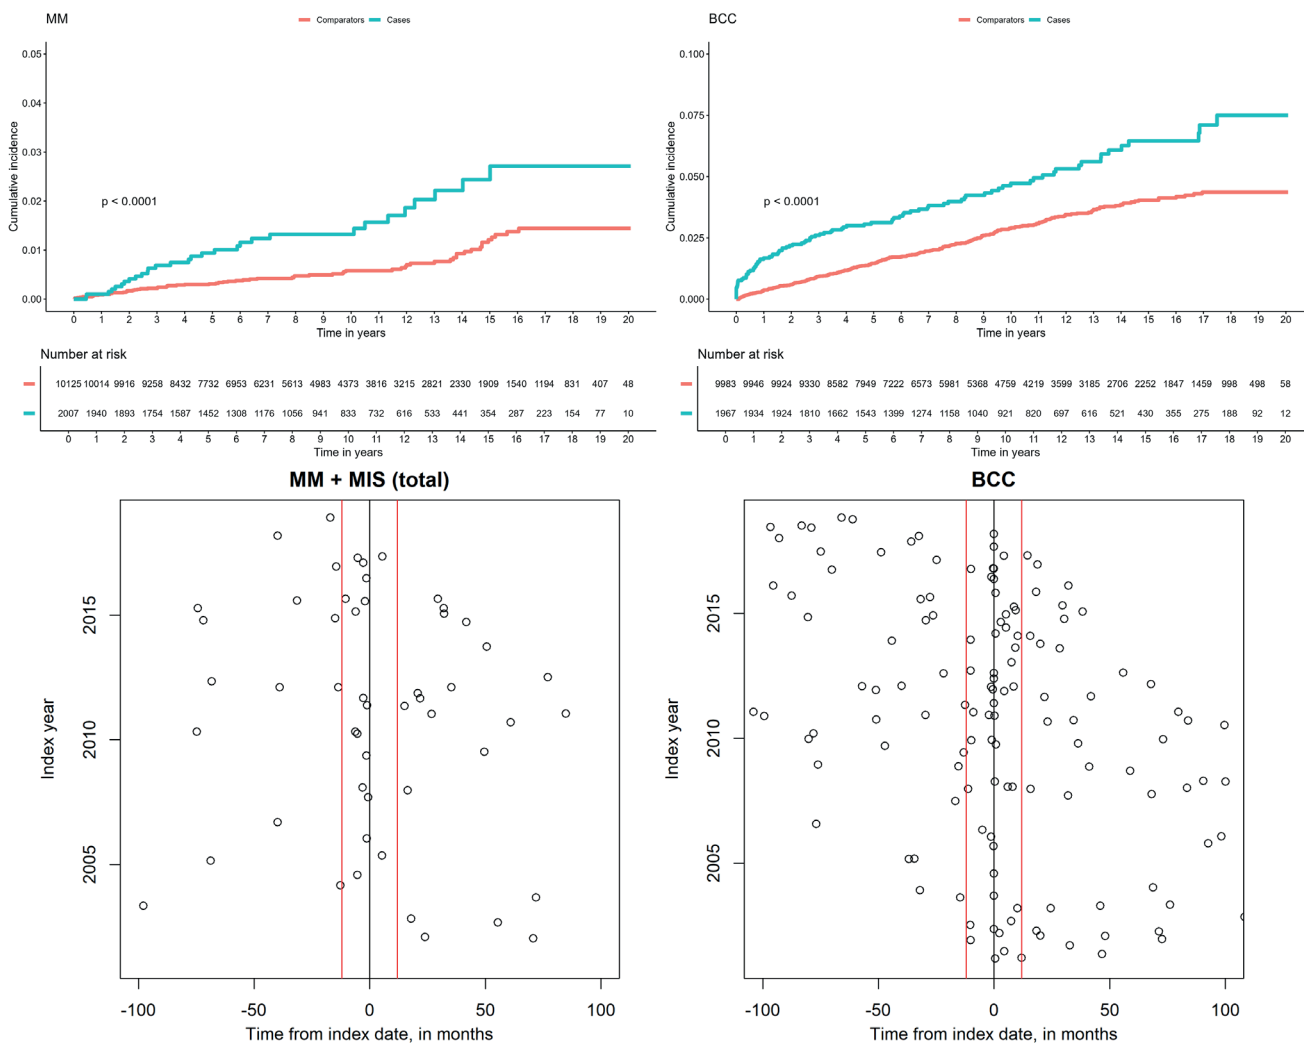 MM
Comparators Cases
0.05
0.04
0.03
0.02
0.01
0.00
Cumulative incidence
p < 0.0001
0 1 2 3 4 5 6 7 8 9 10 11 12 13 14 15 16 17 18 19 20
Time in years
Number at risk
10125 10014 9916 9258 8432 7732 6953 6231 5613 4983 4373 3816 3215 2821 2330 1909 1540 1194 831 407 48
2007 1940 1893 1754 1587 1452 1308 1176 1056 941 833 732 616 533 441 354 287 223 154 77 10
0 1 2 3 4 5 6 7 8 9 10 11 12 13 14 15 16 17 18 19 20
Time in years
BCC
Comparators Cases
0.100
0.075
0.050
0.025
0.000
Cumulative incidence
p < 0.0001
0 1 2 3 4 5 6 7 8 9 10 11 12 13 14 15 16 17 18 19 20
Time in years
Number at risk
9983 9946 9924 9330 8582 7949 7222 6573 5981 5368 4759 4219 3599 3185 2706 2252 1847 1459 998 498 58
1967 1934 1924 1810 1662 1543 1399 1274 1158 1040 921 820 697 616 521 430 355 275 188 92 12
0 1 2 3 4 5 6 7 8 9 10 11 12 13 14 15 16 17 18 19 20
Time in years
MM + MIS (total)
Index year
2015
2010
2005
-100 -50 0 50 100
Time from index date, in months
BCC
Index year
2015
2010
2005
-100 -50 0 50 100
Time from index date, in months